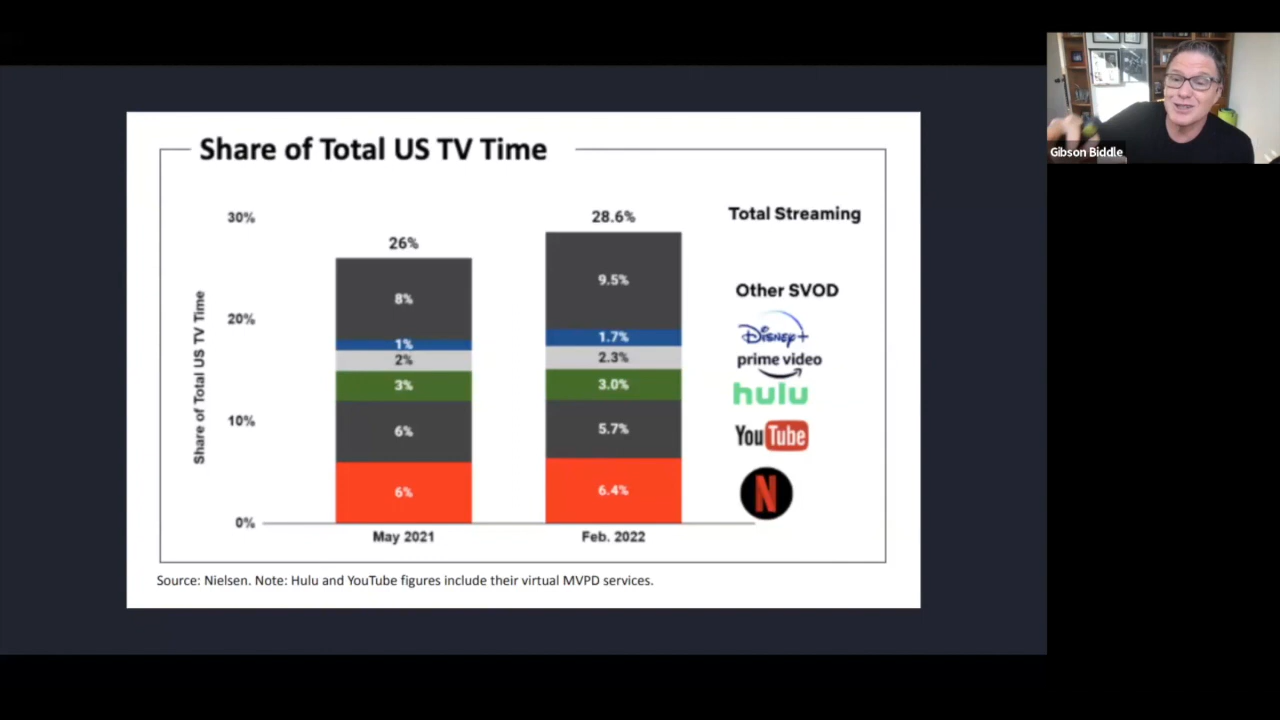 Share of Total US TV Time
Share of Total US TV Time
30%
20%
10%
0%
26%
8%
1%
2%
3%
6%
6%
May 2021
28.6%
9.5%
1.7%
2.3%
3.0%
5.7%
6.4%
Feb. 2022
Total Streaming
Other SVOD
Disney+
prime video
hulu
YouTube
N
Source: Nielsen. Note: Hulu and YouTube figures include their virtual MVPD services.
Gibson Biddle